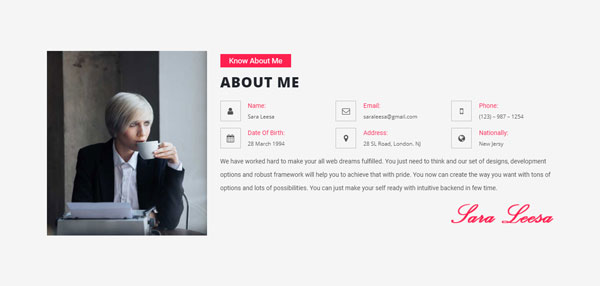 Know About Me
ABOUT ME
Name:
Sara Leesa
Email:
saraleesa@gmail.com
Phone:
(123) – 987 – 1254
Date Of Birth:
28 March 1994
Address:
28 SL Road, London, NJ
Nationally:
New Jersy
We have worked hard to make your all web dreams fulfilled. You just need to think and our set of designs, development
options and robust framework will help you to achieve that with pride. You now can create the way you want with tons of
options and lots of possibilities. You can just make your self ready with intuitive backend in few time.
Sara Leesa